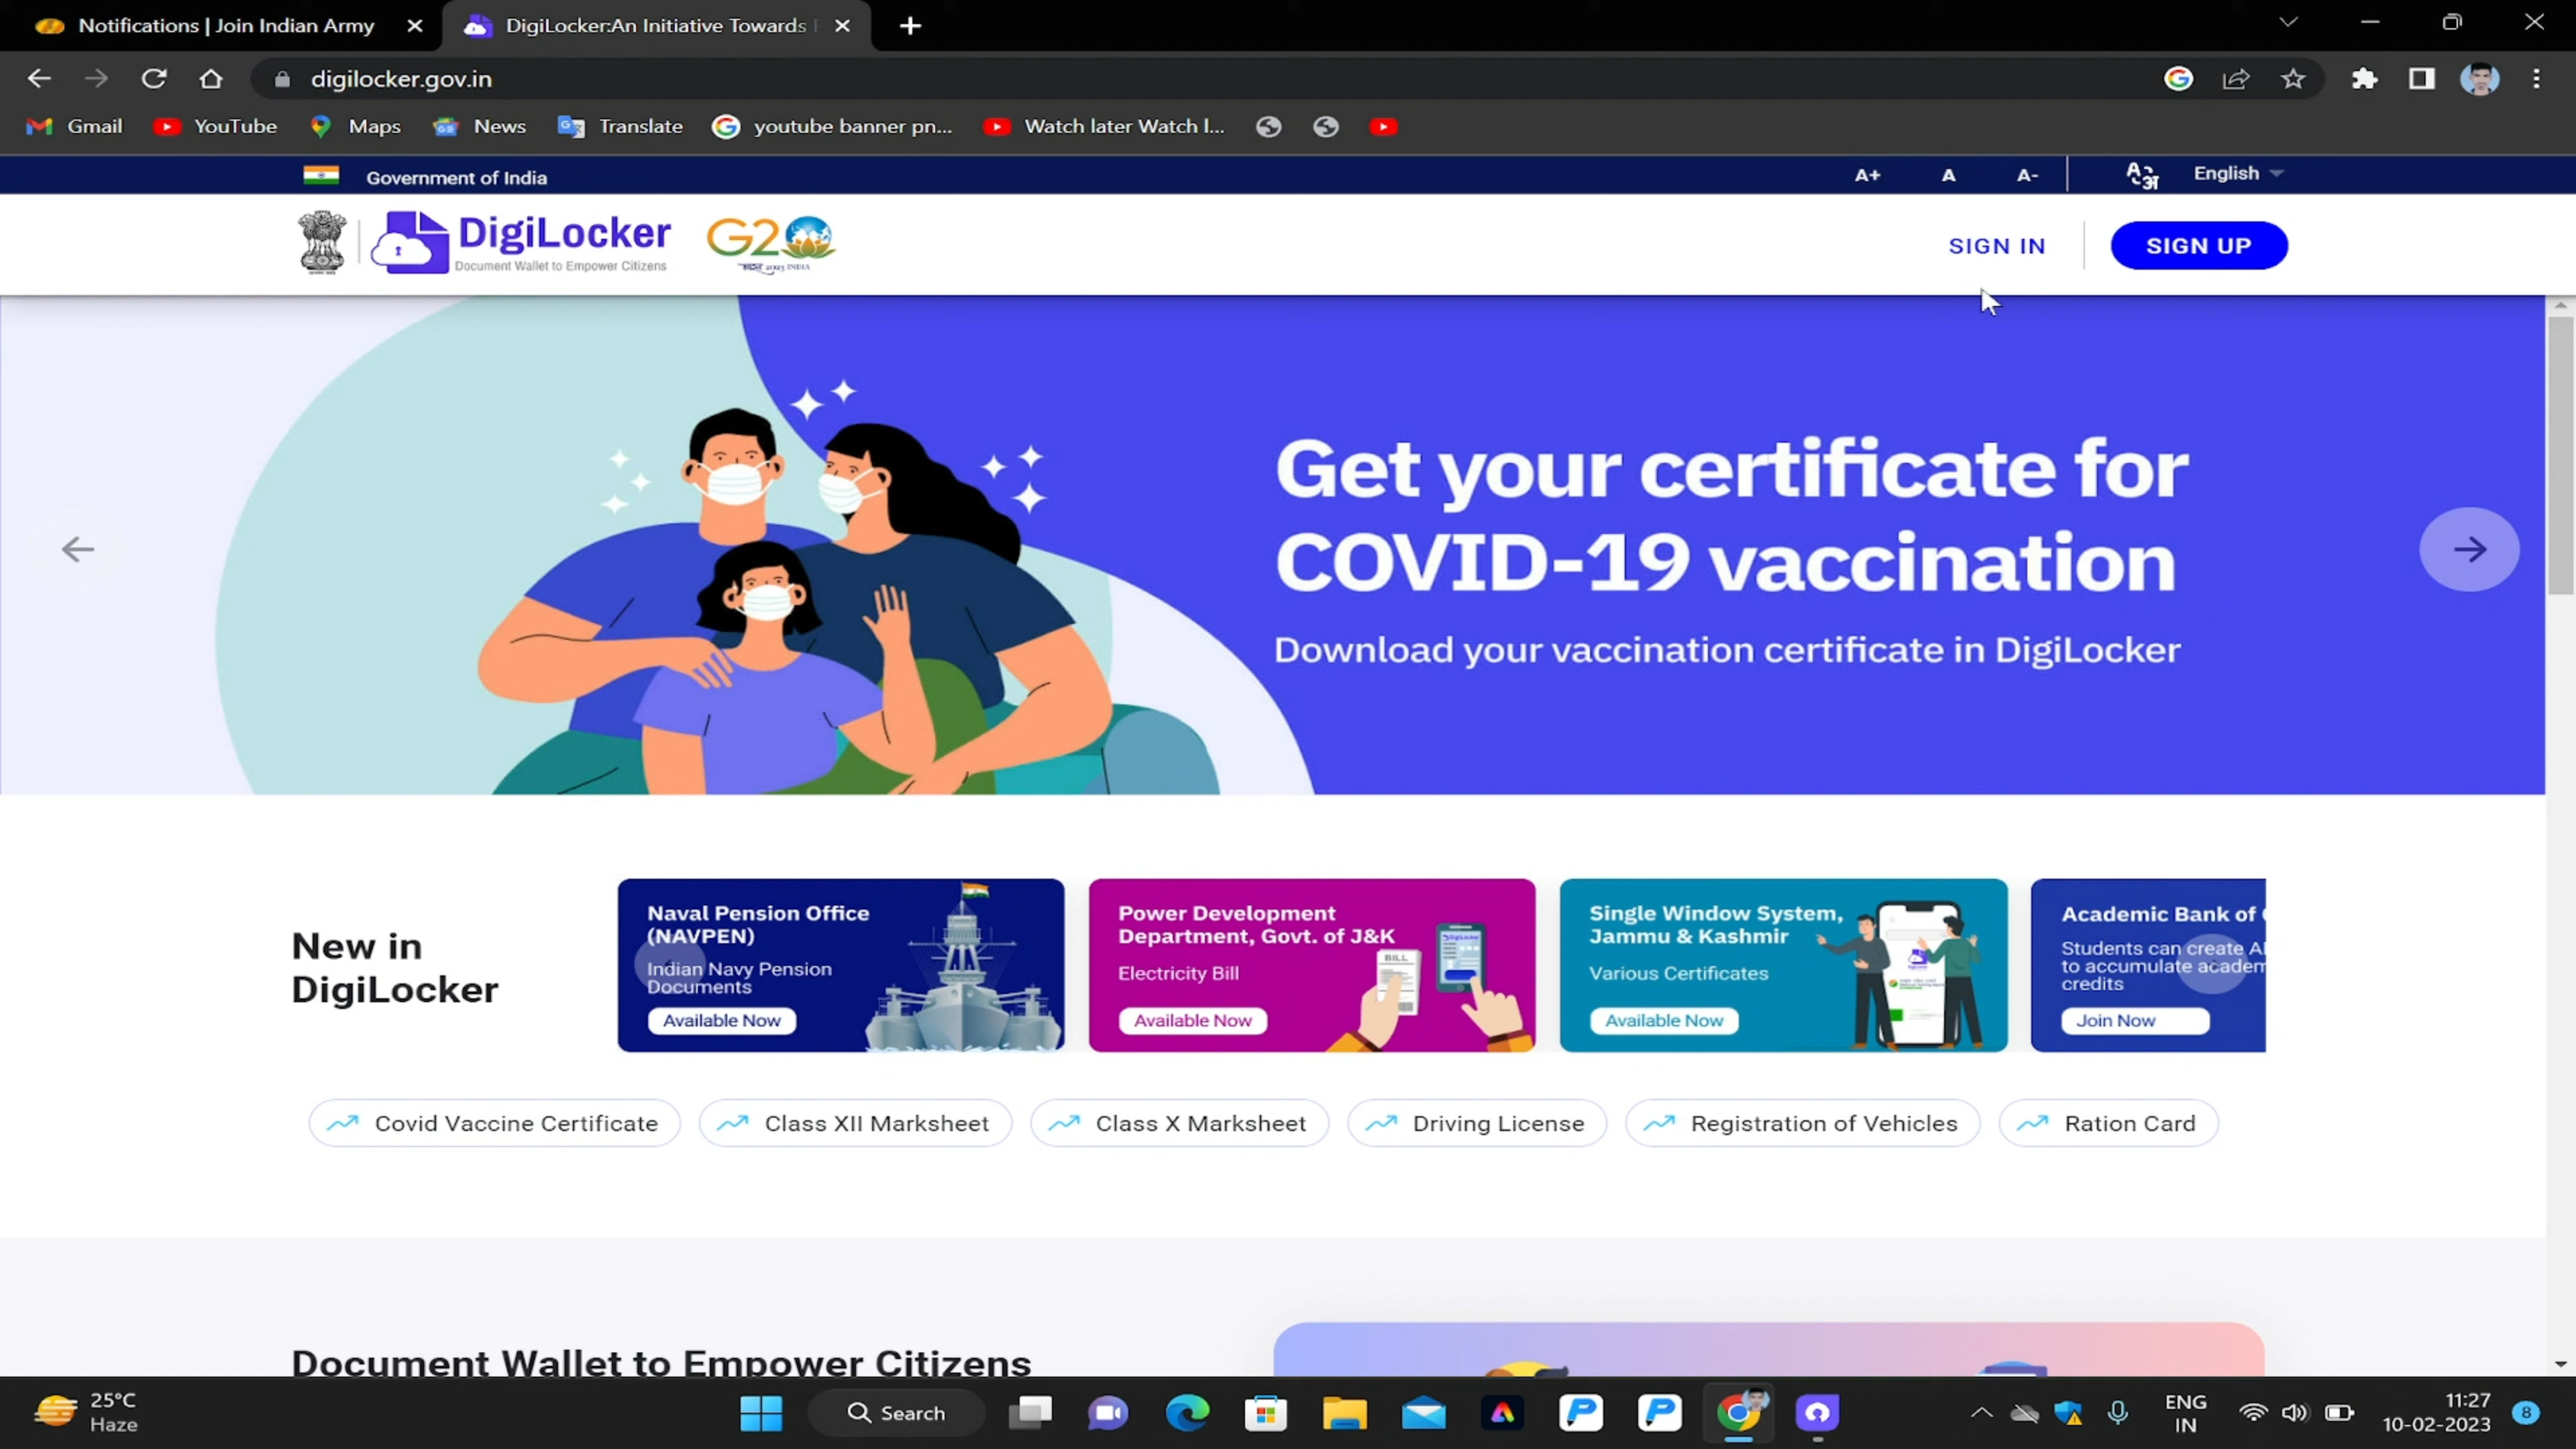 Notifications | Join Indian Army
DigiLocker:An Initiative Towards
digilocker.gov.in
Gmail
YouTube
Maps
News
Translate
youtube banner pn...
Watch later Watch l...
Government of India
A+
A
A-
English
DigiLocker
Document Wallet to Empower Citizens
G20
2023 INDIA
SIGN IN
SIGN UP
Get your certificate for
COVID-19 vaccination
Download your vaccination certificate in DigiLocker
New in
DigiLocker
Naval Pension Office
(NAVPEN)
Indian Navy Pension
Documents
Available Now
Power Development
Department, Govt. of J&K
Electricity Bill
Available Now
BILL
Single Window System,
Jammu & Kashmir
Various Certificates
Available Now
Academic Bank of
Students can create
to accumulate academ
credits
Join Now
Covid Vaccine Certificate
Class XII Marksheet
Class X Marksheet
Driving License
Registration of Vehicles
Ration Card
Document Wallet to Empower Citizens
25°C
Haze
Search
ENG
IN
11:27
10-02-2023
8